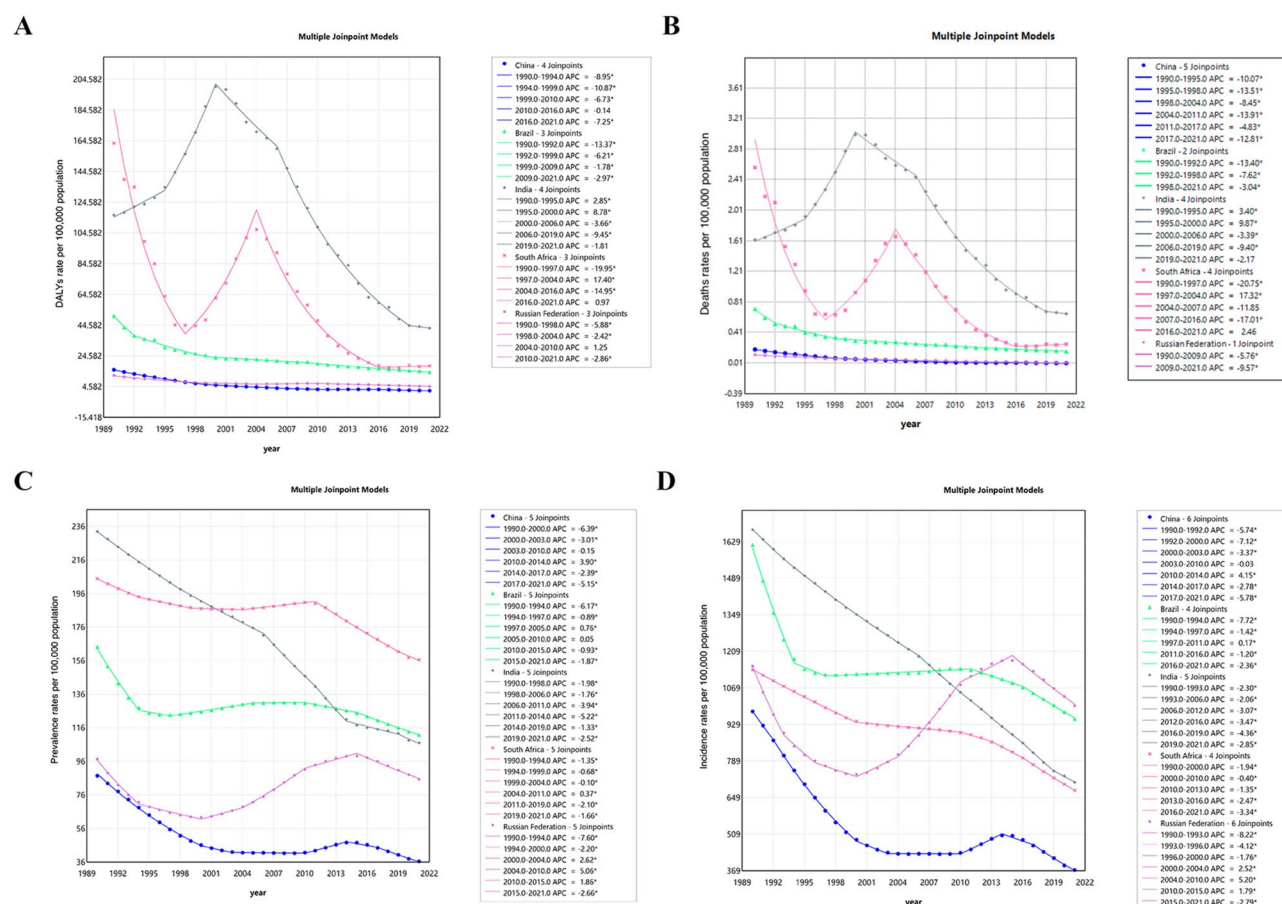 A
Multiple Joinpoint Models
DALYs rate per 100,000 population
204.582
184.582
164.582
144.582
124.582
104.582
84.582
64.582
44.582
24.582
4.582
-15.418
1989 1992 1995 1998 2001 2004 2007 2010 2013 2016 2019 2022
year
China - 4 Joinpoints
1990.0-1994.0 APC = -8.95*
1994.0-1999.0 APC = -10.87*
1999.0-2010.0 APC = -6.73*
2010.0-2016.0 APC = -0.14
2016.0-2021.0 APC = -7.25*
Brazil - 3 Joinpoints
1990.0-1992.0 APC = -13.37*
1992.0-1999.0 APC = -6.21*
1999.0-2009.0 APC = -1.78*
2009.0-2021.0 APC = -2.97*
India - 4 Joinpoints
1990.0-1995.0 APC = 2.85*
1995.0-2000.0 APC = 8.78*
2000.0-2006.0 APC = -3.66*
2006.0-2019.0 APC = -9.45*
2019.0-2021.0 APC = -1.81
South Africa - 3 Joinpoints
1990.0-1997.0 APC = -19.95*
1997.0-2004.0 APC = 17.40*
2004.0-2016.0 APC = -14.95*
2016.0-2021.0 APC = 0.97
Russian Federation - 3 Joinpoints
1990.0-1998.0 APC = -5.88*
1998.0-2004.0 APC = -2.42*
2004.0-2010.0 APC = 1.25
2010.0-2021.0 APC = -2.86*
B
Multiple Joinpoint Models
Deaths rates per 100,000 population
3.61
3.21
2.81
2.41
2.01
1.61
1.21
0.81
0.41
0.01
-0.39
1989 1992 1995 1998 2001 2004 2007 2010 2013 2016 2019 2022
year
China - 5 Joinpoints
1990.0-1995.0 APC = -10.07*
1995.0-1998.0 APC = -13.51*
1998.0-2004.0 APC = -8.45*
2004.0-2011.0 APC = -13.91*
2011.0-2017.0 APC = -4.83*
2017.0-2021.0 APC = -12.81*
Brazil - 2 Joinpoints
1990.0-1992.0 APC = -13.40*
1992.0-1998.0 APC = -7.62*
1998.0-2021.0 APC = -3.04*
India - 4 Joinpoints
1990.0-1995.0 APC = 3.40*
1995.0-2000.0 APC = 9.87*
2000.0-2006.0 APC = -3.39*
2006.0-2019.0 APC = -9.40*
2019.0-2021.0 APC = -2.17
South Africa - 4 Joinpoints
1990.0-1997.0 APC = -20.75*
1997.0-2004.0 APC = 17.32*
2004.0-2007.0 APC = -11.85
2007.0-2016.0 APC = -17.01*
2016.0-2021.0 APC = 2.46
Russian Federation - 1 Joinpoint
1990.0-2009.0 APC = -5.76*
2009.0-2021.0 APC = -9.57*
C
Multiple Joinpoint Models
Prevalence rates per 100,000 population
236
216
196
176
156
136
116
96
76
56
36
1989 1992 1995 1998 2001 2004 2007 2010 2013 2016 2019 2022
year
China - 5 Joinpoints
1990.0-2000.0 APC = -6.39*
2000.0-2003.0 APC = -3.01*
2003.0-2010.0 APC = -0.15
2010.0-2014.0 APC = 3.90*
2014.0-2017.0 APC = -2.39*
2017.0-2021.0 APC = -5.15*
Brazil - 5 Joinpoints
1990.0-1994.0 APC = -6.17*
1994.0-1997.0 APC = -0.89*
1997.0-2005.0 APC = 0.76*
2005.0-2010.0 APC = 0.05
2010.0-2015.0 APC = -0.93*
2015.0-2021.0 APC = -1.87*
India - 5 Joinpoints
1990.0-1998.0 APC = -1.98*
1998.0-2006.0 APC = -1.76*
2006.0-2011.0 APC = -3.94*
2011.0-2014.0 APC = -5.22*
2014.0-2019.0 APC = -1.33*
2019.0-2021.0 APC = -2.52*
South Africa - 5 Joinpoints
1990.0-1994.0 APC = -1.35*
1994.0-1999.0 APC = -0.68*
1999.0-2004.0 APC = -0.10*
2004.0-2011.0 APC = 0.37*
2011.0-2019.0 APC = -2.10*
2019.0-2021.0 APC = -1.66*
Russian Federation - 5 Joinpoints
1990.0-1994.0 APC = -7.60*
1994.0-2000.0 APC = -2.20*
2000.0-2004.0 APC = 2.62*
2004.0-2010.0 APC = 5.06*
2010.0-2015.0 APC = 1.86*
2015.0-2021.0 APC = -2.66*
D
Multiple Joinpoint Models
Incidence rates per 100,000 population
1629
1489
1349
1209
1069
929
789
649
509
369
1989 1992 1995 1998 2001 2004 2007 2010 2013 2016 2019 2022
year
China - 6 Joinpoints
1990.0-1992.0 APC = -5.74*
1992.0-2000.0 APC = -7.12*
2000.0-2003.0 APC = -3.37*
2003.0-2010.0 APC = -0.03
2010.0-2014.0 APC = 4.15*
2014.0-2017.0 APC = -2.78*
2017.0-2021.0 APC = -5.78*
Brazil - 4 Joinpoints
1990.0-1994.0 APC = -7.72*
1994.0-1997.0 APC = -1.42*
1997.0-2011.0 APC = 0.17*
2011.0-2016.0 APC = -1.20*
2016.0-2021.0 APC = -2.36*
India - 5 Joinpoints
1990.0-1993.0 APC = -2.30*
1993.0-2006.0 APC = -2.06*
2006.0-2012.0 APC = -3.07*
2012.0-2016.0 APC = -3.47*
2016.0-2019.0 APC = -4.36*
2019.0-2021.0 APC = -2.85*
South Africa - 4 Joinpoints
1990.0-2000.0 APC = -1.94*
2000.0-2010.0 APC = -0.40*
2010.0-2013.0 APC = -1.35*
2013.0-2016.0 APC = -2.47*
2016.0-2021.0 APC = -3.34*
Russian Federation - 6 Joinpoints
1990.0-1993.0 APC = -8.22*
1993.0-1996.0 APC = -4.12*
1996.0-2000.0 APC = -1.76*
2000.0-2004.0 APC = 2.52*
2004.0-2010.0 APC = 5.20*
2010.0-2015.0 APC = 1.79*
2015.0-2021.0 APC = -2.79*